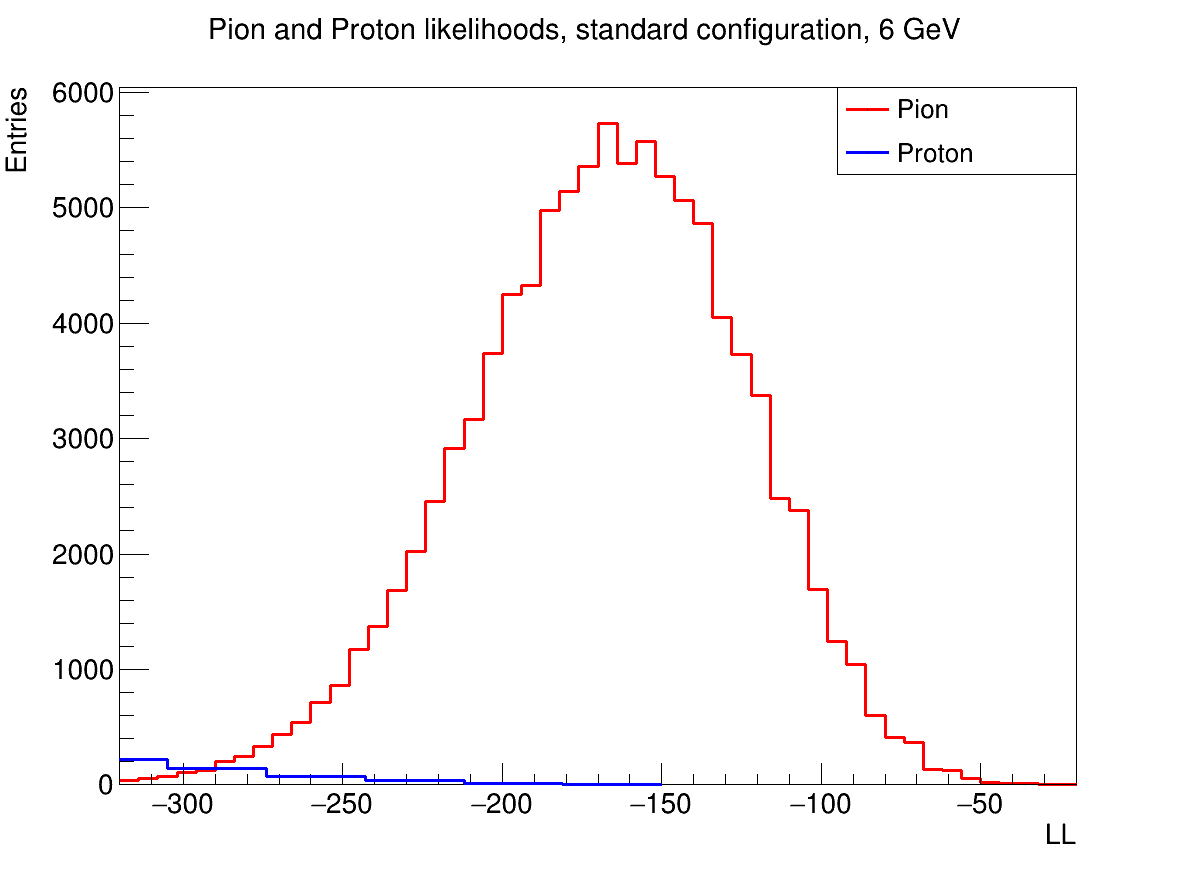 Pion and Proton likelihoods, standard configuration, 6 GeV
Entries
6000
5000
4000
3000
2000
1000
0
Pion
Proton
−300 −250 −200 −150 −100 −50
LL